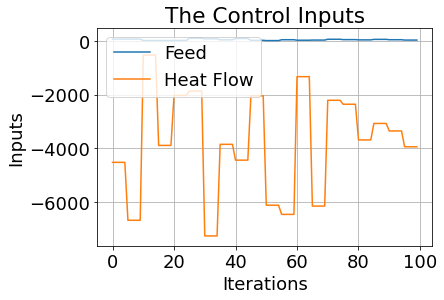 The Control Inputs
Feed
Heat Flow
0
−2000
−4000
−6000
Inputs
0
20
40
60
80
100
Iterations